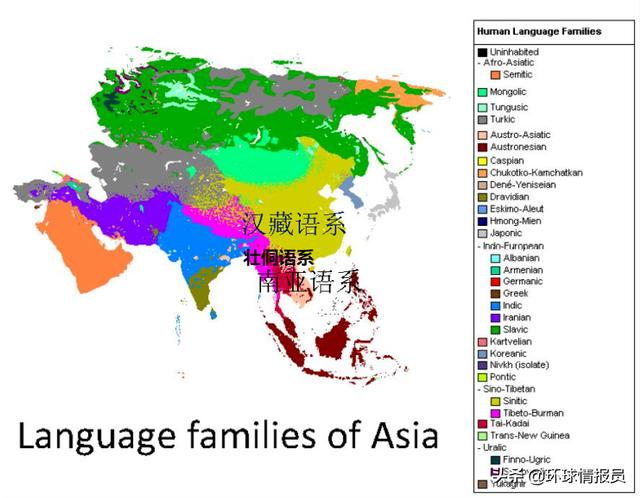 Human Language Families
Uninhabited
- Afro-Asiatic
Semitic
Mongolic
Tungusic
Turkic
Austro-Asiatic
Austronesian
Caspian
Chukotko-Kamchatkan
Dené-Yeniseian
Dravidian
Eskimo-Aleut
Hmong-Mien
Japonic
- Indo-European
Albanian
Armenian
Germanic
Greek
Indic
Iranian
Slavic
Kartvelian
Koreanic
Nivkh (isolate)
Pontic
- Sino-Tibetan
Sinitic
Tibeto-Burman
Tai-Kadai
Trans-New Guinea
- Uralic
Finno-Ugric
Yukaghir
汉藏语系
壮侗语系
南亚语系
Language families of Asia
头条 @环球情报员